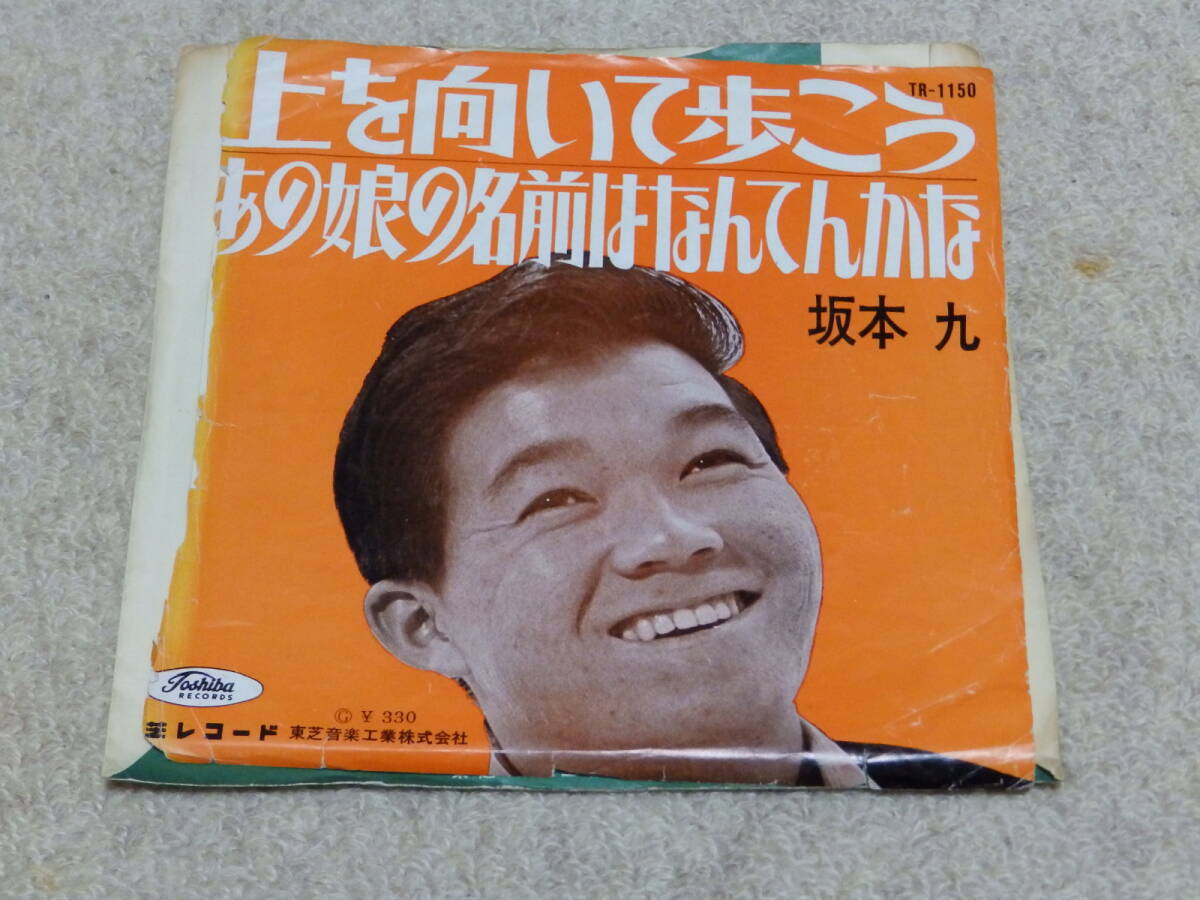 TR-1150
上を向いて歩こう
あの娘の名前はなんてんかな
坂本 九
Toshiba
RECORDS
Ⓖ ¥ 330
芝レコード 東芝音楽工業株式会社